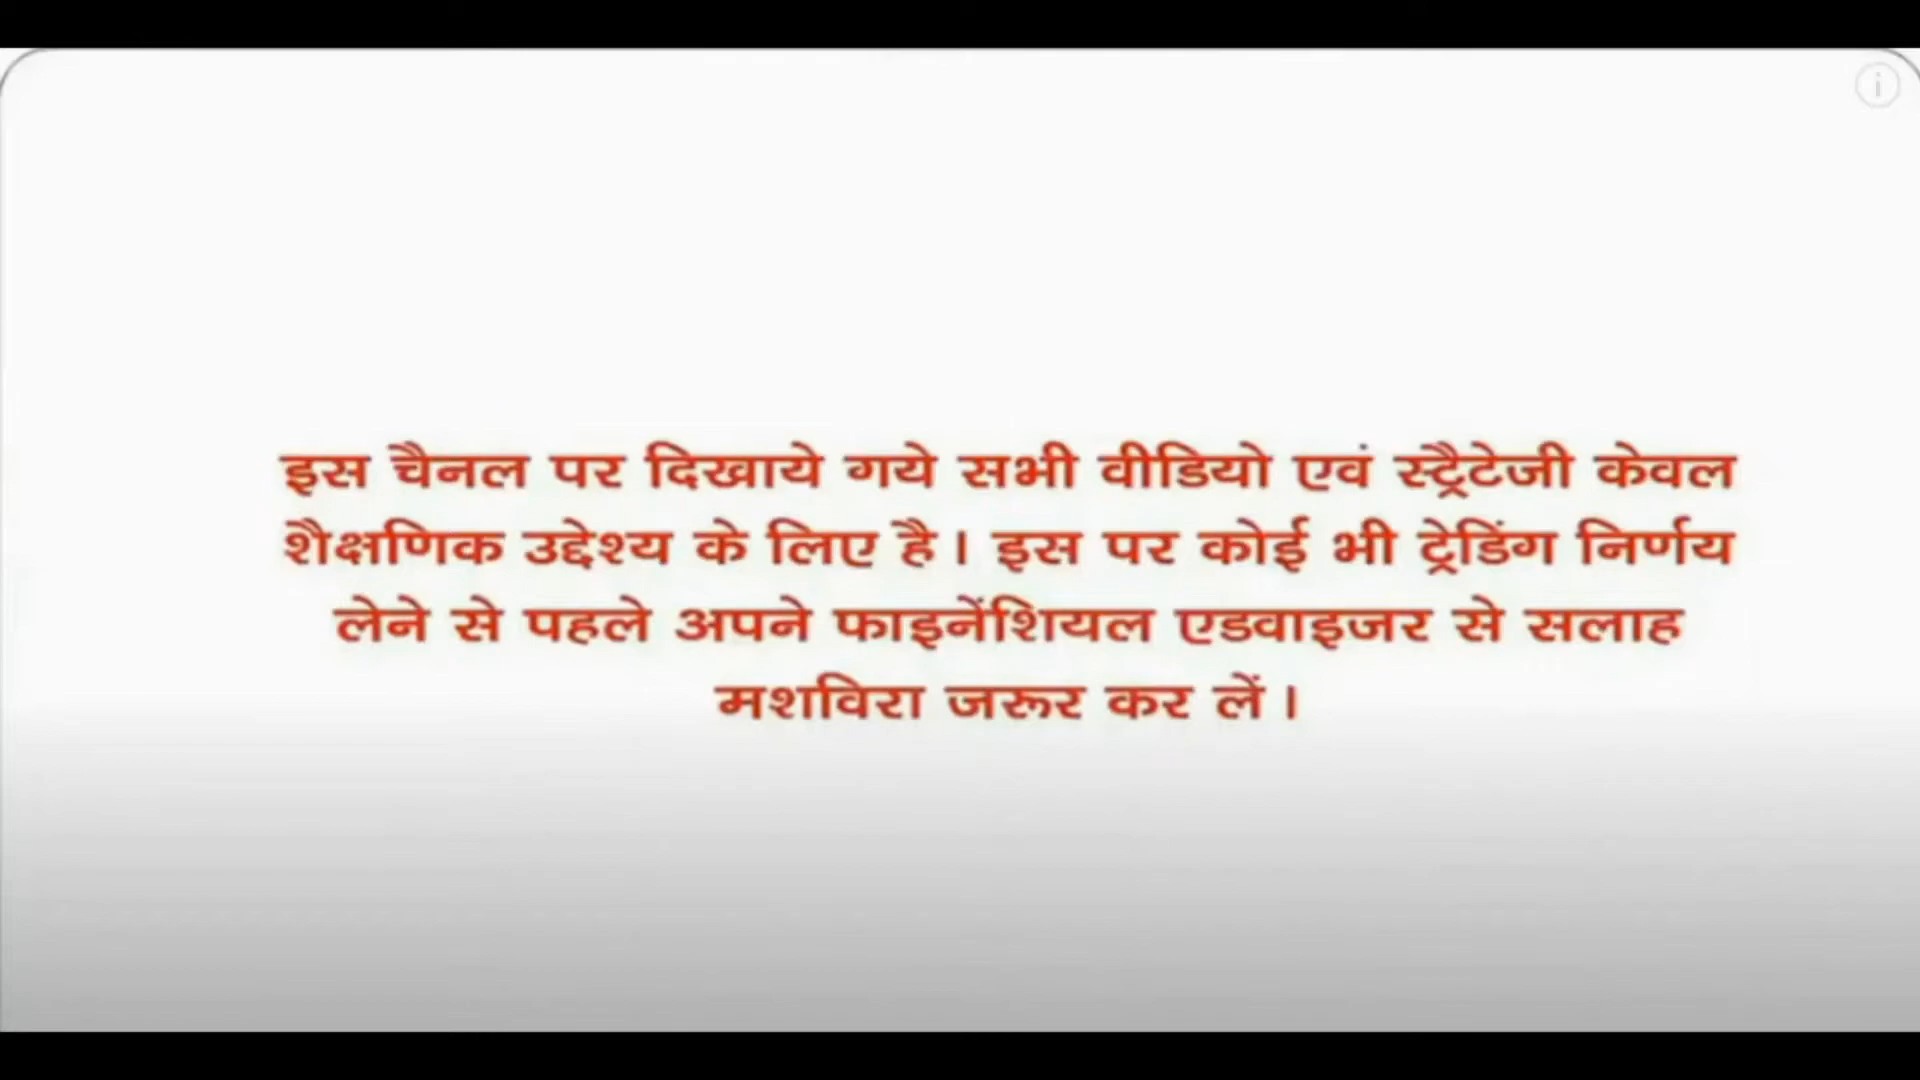 इस चैनल पर दिखाये गये सभी वीडियो एवं स्ट्रैटेजी केवल
शैक्षणिक उद्देश्य के लिए है। इस पर कोई भी ट्रेडिंग निर्णय
लेने से पहले अपने फाइनेंशियल एडवाइजर से सलाह
मशविरा जरूर कर लें।